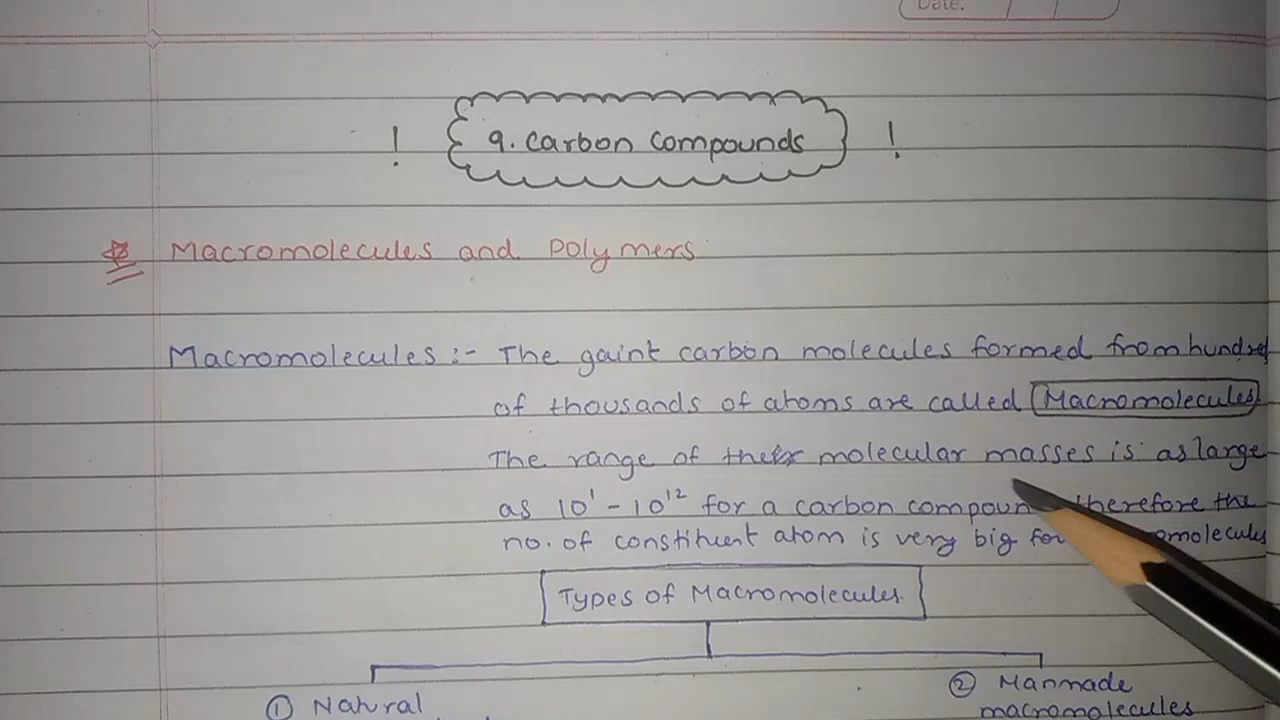 Date.
! 9. Carbon Compounds !
Macromolecules and Polymers
Macromolecules :- The gaint carbon molecules formed from hundred
of thousands of atoms are called Macromolecules
The range of their molecular masses is as large
as 10¹ - 10¹² for a carbon compoun therefore the
no. of constituent atom is very big for omolecules
Types of Macromolecules.
① Natural
② Manmade
macromolecules